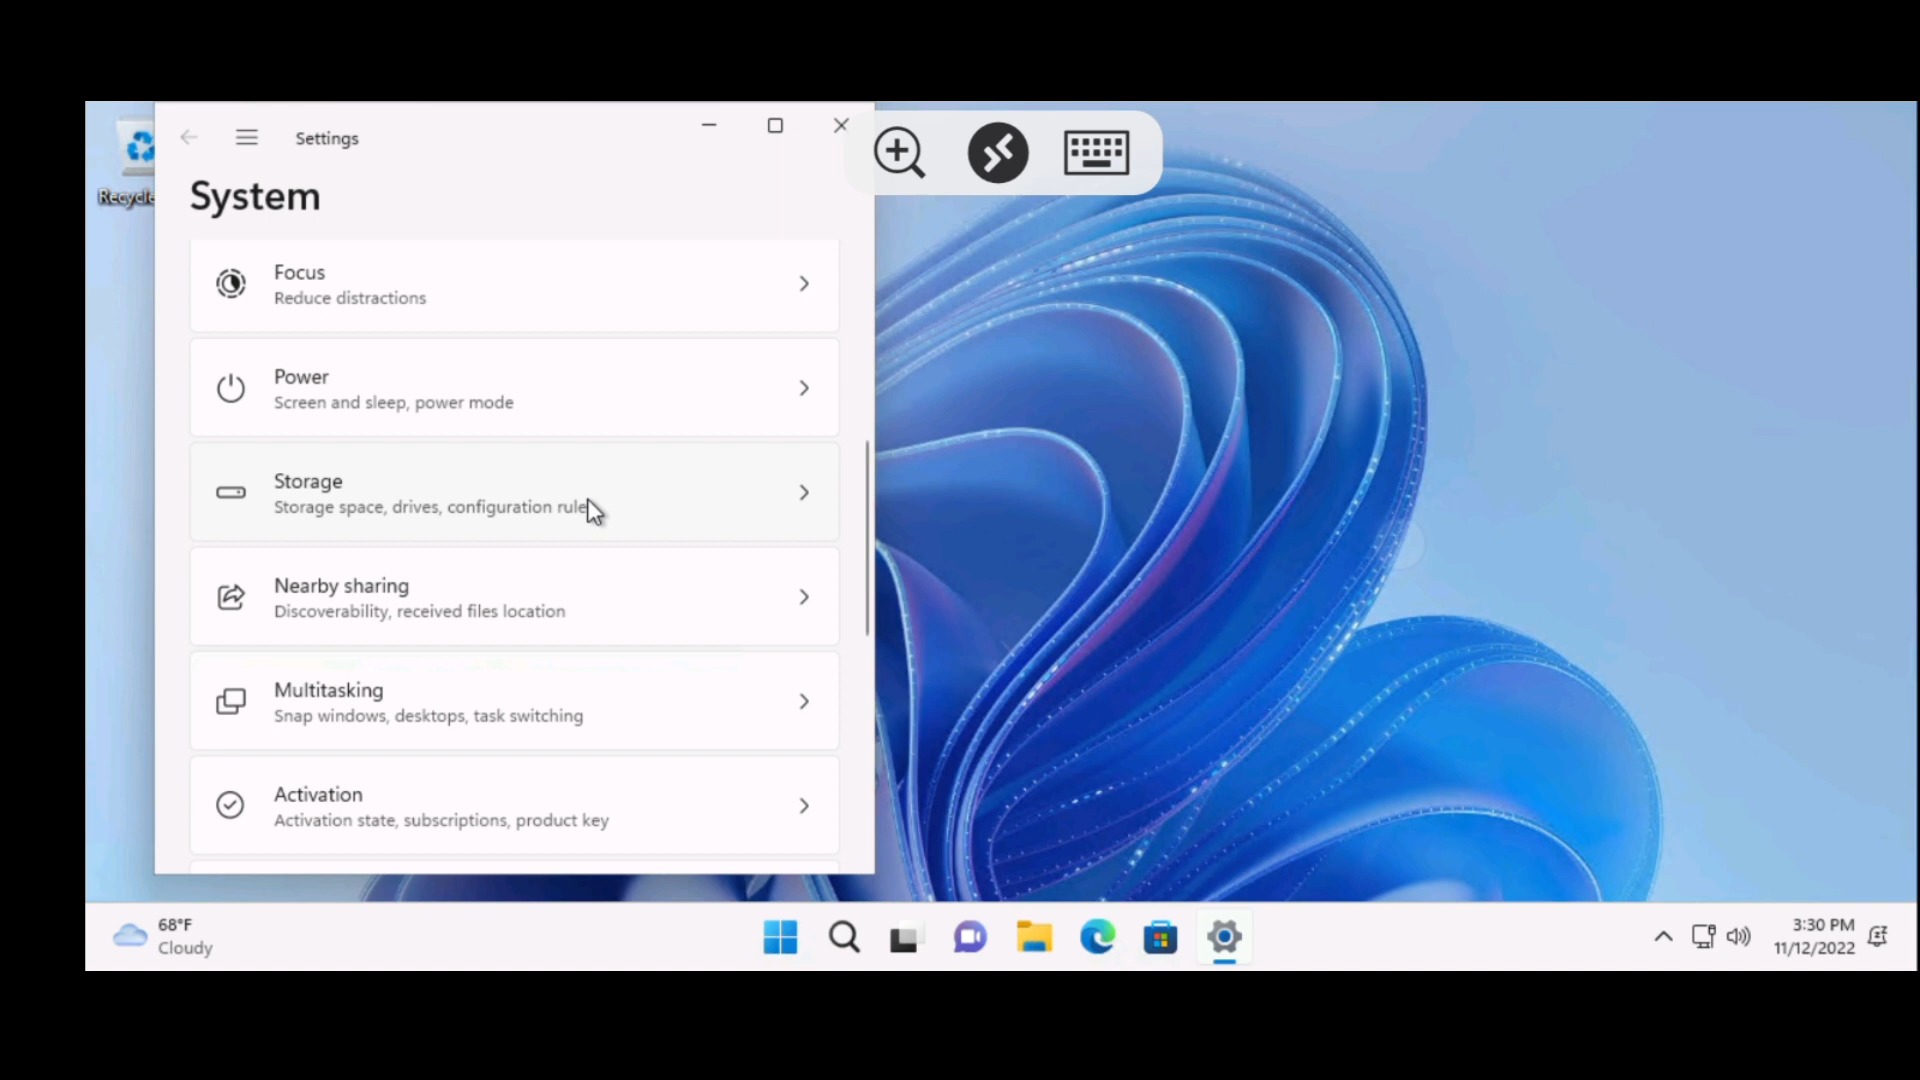 Recycle
Settings
System
Focus
Reduce distractions
Power
Screen and sleep, power mode
Storage
Storage space, drives, configuration rule
Nearby sharing
Discoverability, received files location
Multitasking
Snap windows, desktops, task switching
Activation
Activation state, subscriptions, product key
68°F
Cloudy
3:30 PM
11/12/2022